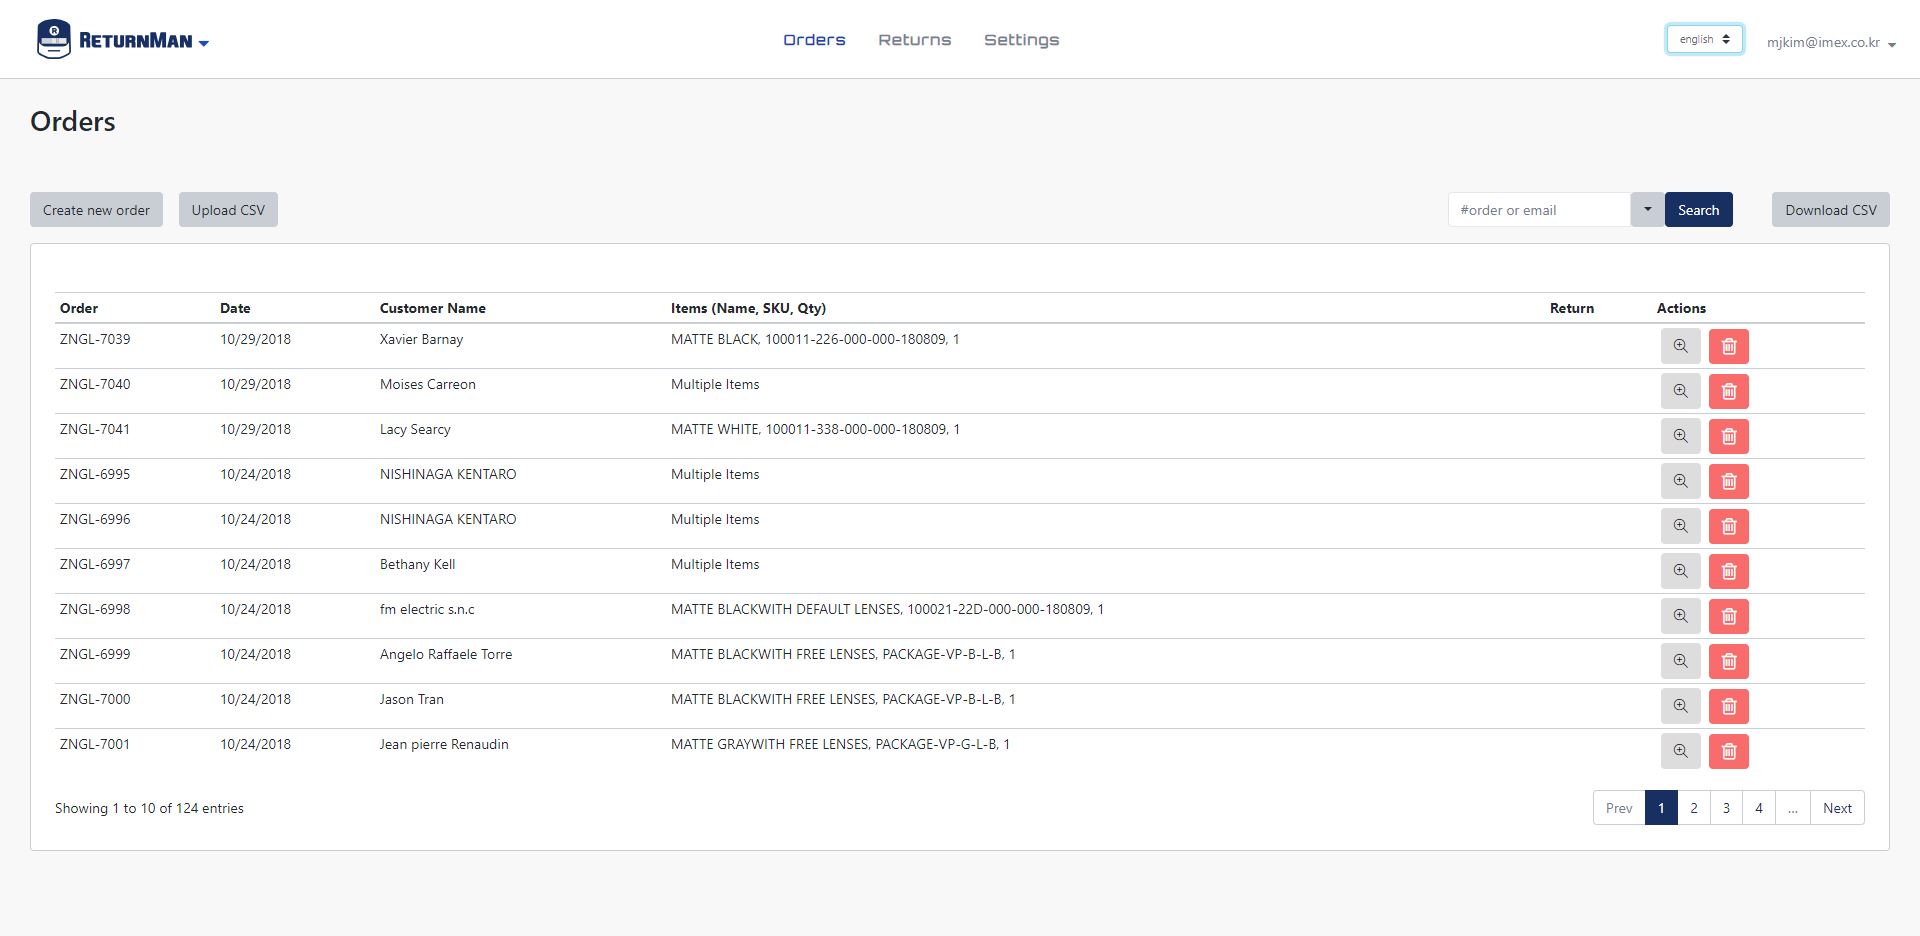 R RETURNMAN
Orders Returns Settings
english
mjkim@imex.co.kr
Orders
Create new order Upload CSV #order or email Search Download CSV
Order Date Customer Name Items (Name, SKU, Qty) Return Actions
ZNGL-7039 10/29/2018 Xavier Barnay MATTE BLACK, 100011-226-000-000-180809, 1
ZNGL-7040 10/29/2018 Moises Carreon Multiple Items
ZNGL-7041 10/29/2018 Lacy Searcy MATTE WHITE, 100011-338-000-000-180809, 1
ZNGL-6995 10/24/2018 NISHINAGA KENTARO Multiple Items
ZNGL-6996 10/24/2018 NISHINAGA KENTARO Multiple Items
ZNGL-6997 10/24/2018 Bethany Kell Multiple Items
ZNGL-6998 10/24/2018 fm electric s.n.c MATTE BLACKWITH DEFAULT LENSES, 100021-22D-000-000-180809, 1
ZNGL-6999 10/24/2018 Angelo Raffaele Torre MATTE BLACKWITH FREE LENSES, PACKAGE-VP-B-L-B, 1
ZNGL-7000 10/24/2018 Jason Tran MATTE BLACKWITH FREE LENSES, PACKAGE-VP-B-L-B, 1
ZNGL-7001 10/24/2018 Jean pierre Renaudin MATTE GRAYWITH FREE LENSES, PACKAGE-VP-G-L-B, 1
Showing 1 to 10 of 124 entries Prev 1 2 3 4 ... Next